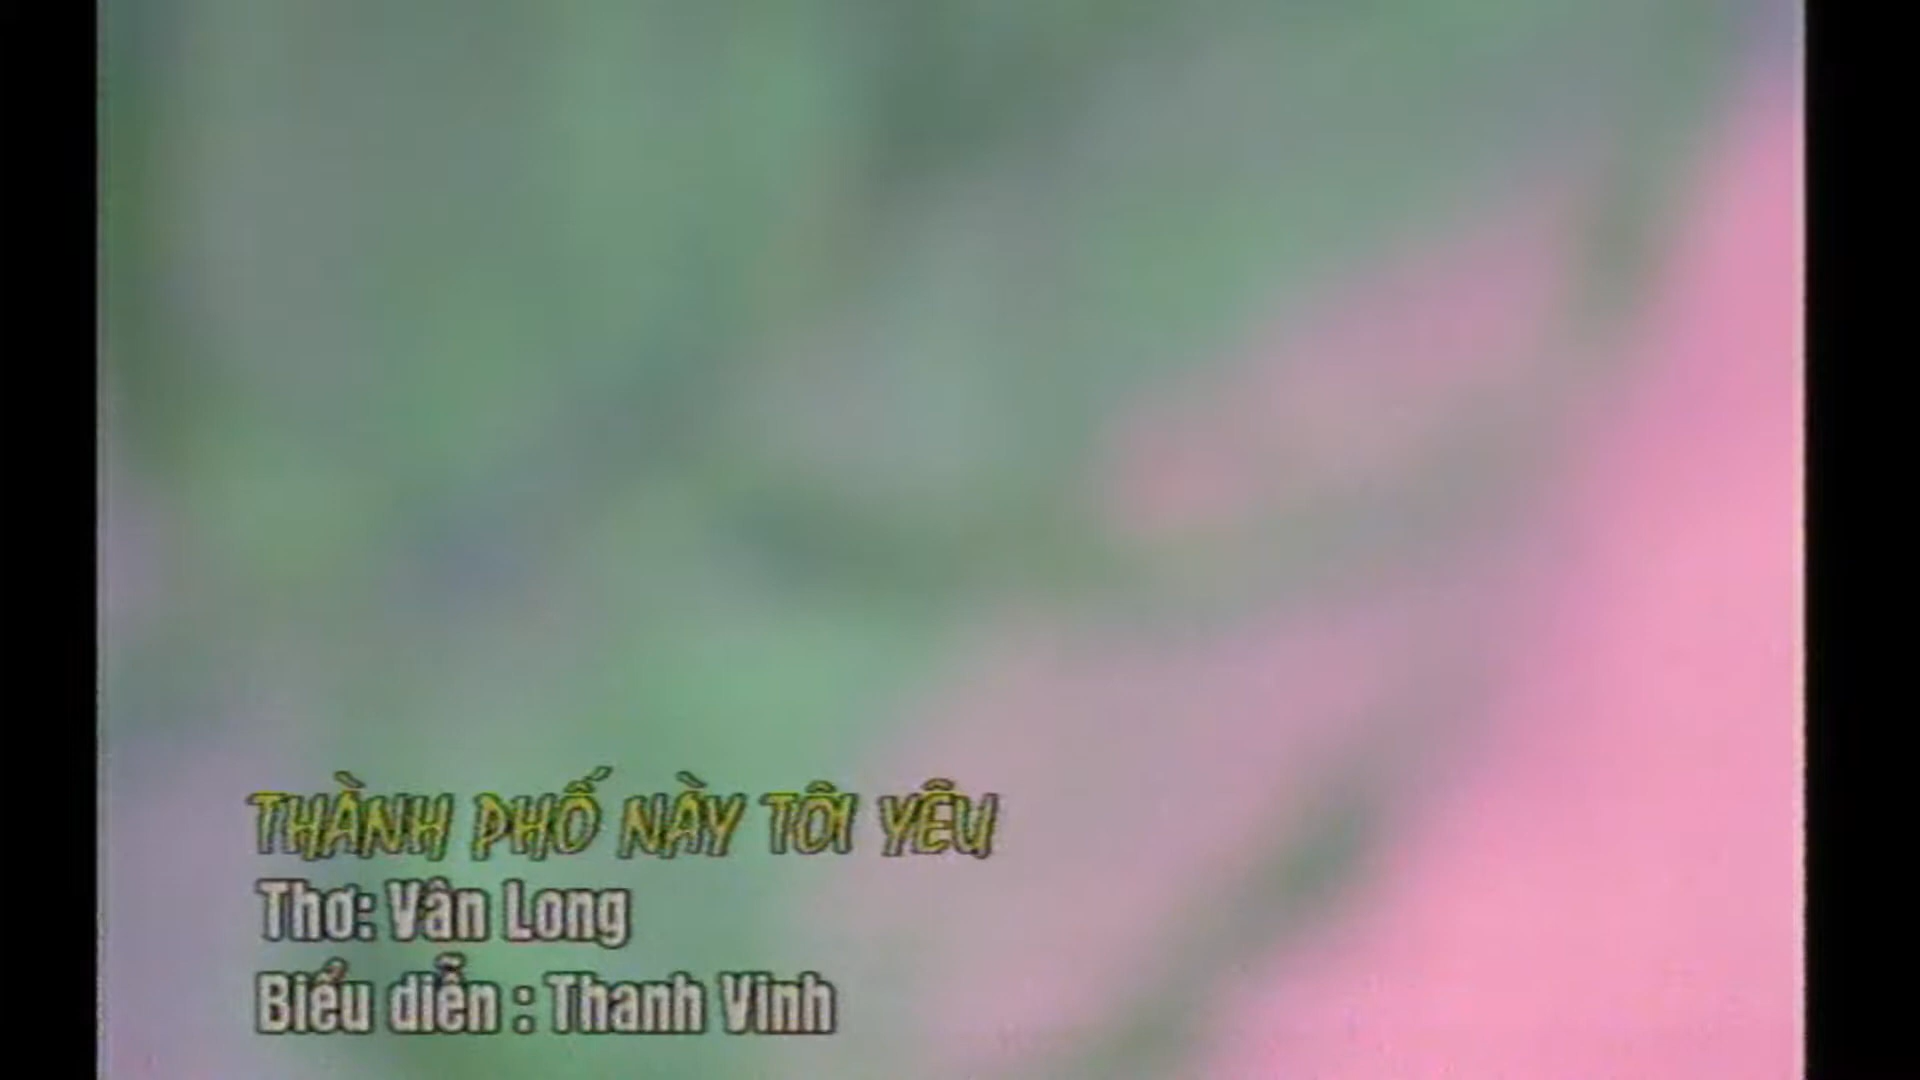 THÀNH PHỐ NÀY TÔI YÊU
Thơ: Vân Long
Biểu diễn : Thanh Vinh